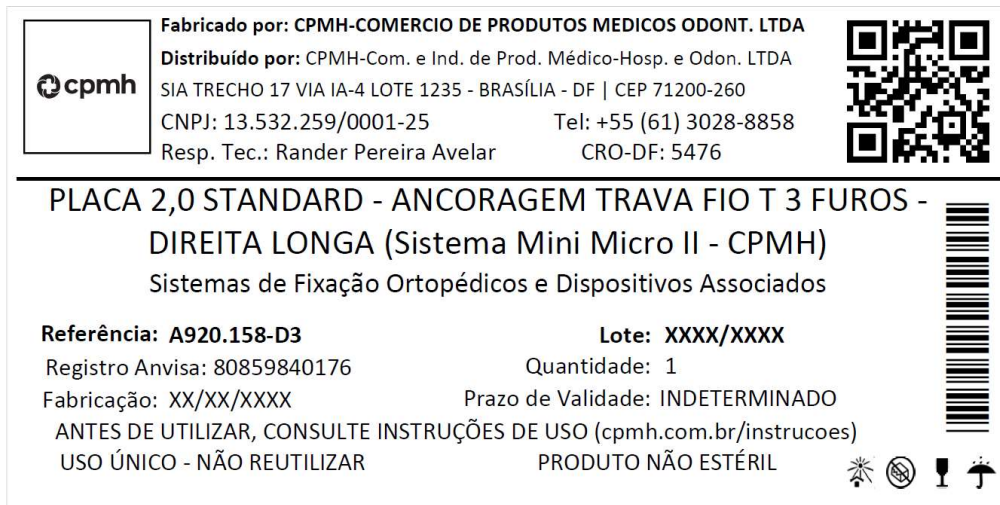 cpmh
Fabricado por: CPMH-COMERCIO DE PRODUTOS MEDICOS ODONT. LTDA
Distribuído por: CPMH-Com. e Ind. de Prod. Médico-Hosp. e Odon. LTDA
SIA TRECHO 17 VIA IA-4 LOTE 1235 - BRASÍLIA - DF | CEP 71200-260
CNPJ: 13.532.259/0001-25 Tel: +55 (61) 3028-8858
Resp. Tec.: Rander Pereira Avelar CRO-DF: 5476
PLACA 2,0 STANDARD - ANCORAGEM TRAVA FIO T 3 FUROS -
DIREITA LONGA (Sistema Mini Micro II - CPMH)
Sistemas de Fixação Ortopédicos e Dispositivos Associados
Referência: A920.158-D3 Lote: XXXX/XXXX
Registro Anvisa: 80859840176 Quantidade: 1
Fabricação: XX/XX/XXXX Prazo de Validade: INDETERMINADO
ANTES DE UTILIZAR, CONSULTE INSTRUÇÕES DE USO (cpmh.com.br/instrucoes)
USO ÚNICO - NÃO REUTILIZAR PRODUTO NÃO ESTÉRIL